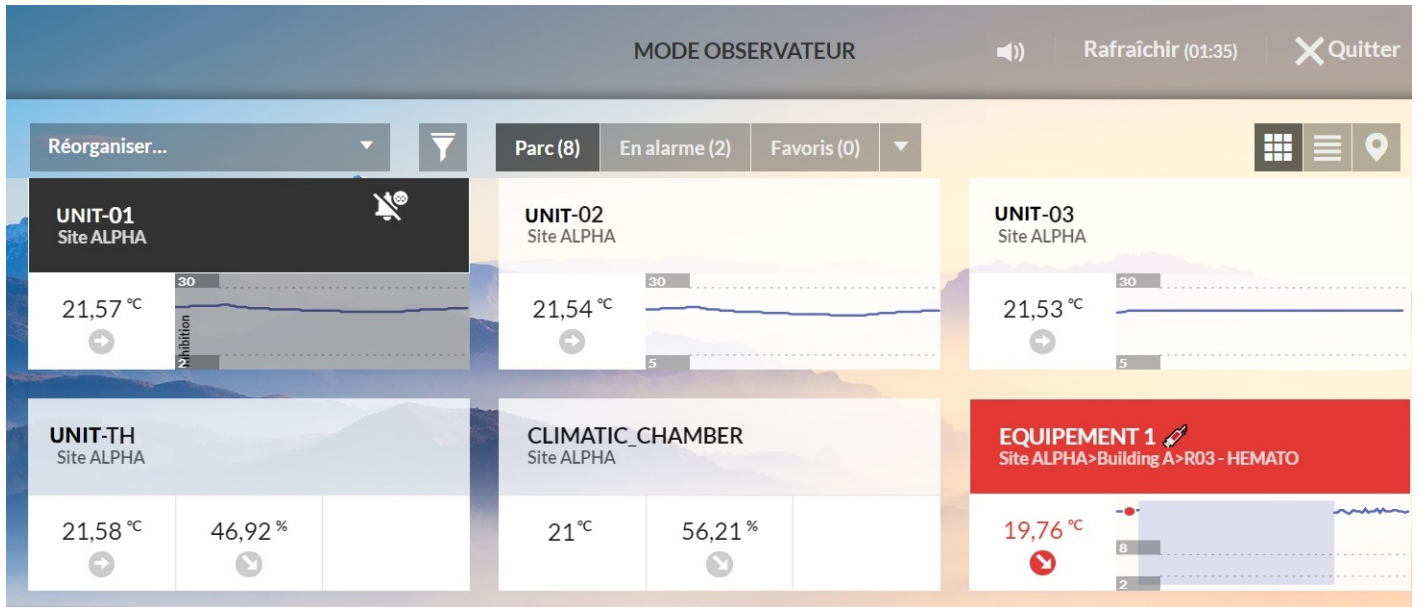 MODE OBSERVATEUR
Rafraîchir (01:35)
Quitter
Réorganiser...
Parc (8)
En alarme (2)
Favoris (0)
UNIT-01
Site ALPHA
21,57 °C
30
Inhibition
2
UNIT-02
Site ALPHA
21,54 °C
30
5
UNIT-03
Site ALPHA
21,53 °C
30
5
UNIT-TH
Site ALPHA
21,58 °C
46,92 %
CLIMATIC_CHAMBER
Site ALPHA
21°C
56,21 %
EQUIPEMENT 1
Site ALPHA>Building A>R03 - HEMATO
19,76 °C
8
2